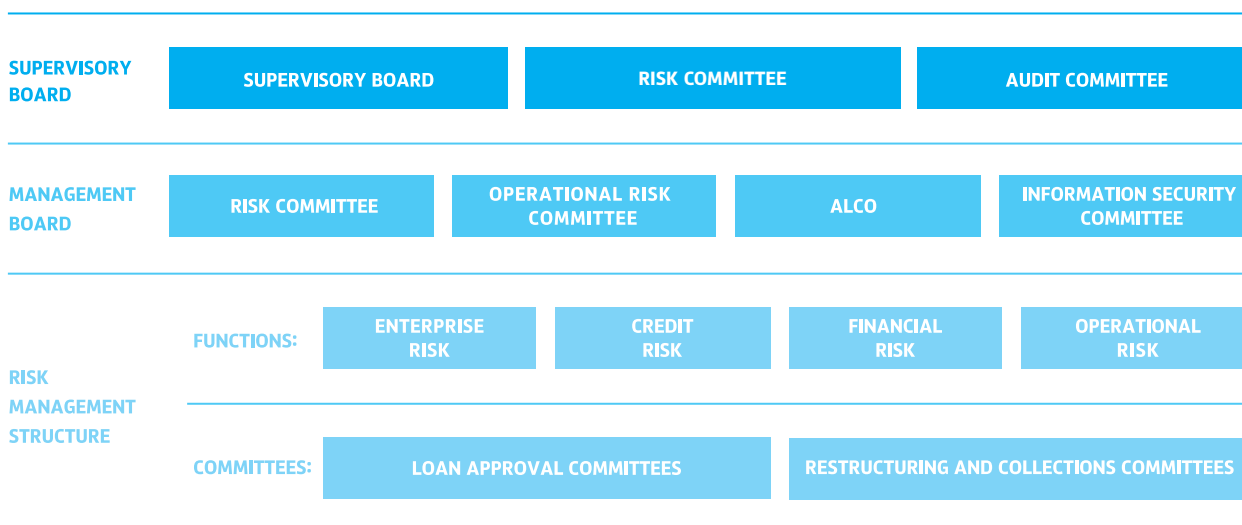 SUPERVISORY
BOARD
SUPERVISORY BOARD
RISK COMMITTEE
AUDIT COMMITTEE
MANAGEMENT
BOARD
RISK COMMITTEE
OPERATIONAL RISK
COMMITTEE
ALCO
INFORMATION SECURITY
COMMITTEE
RISK
MANAGEMENT
STRUCTURE
FUNCTIONS:
ENTERPRISE
RISK
CREDIT
RISK
FINANCIAL
RISK
OPERATIONAL
RISK
COMMITTEES:
LOAN APPROVAL COMMITTEES
RESTRUCTURING AND COLLECTIONS COMMITTEES